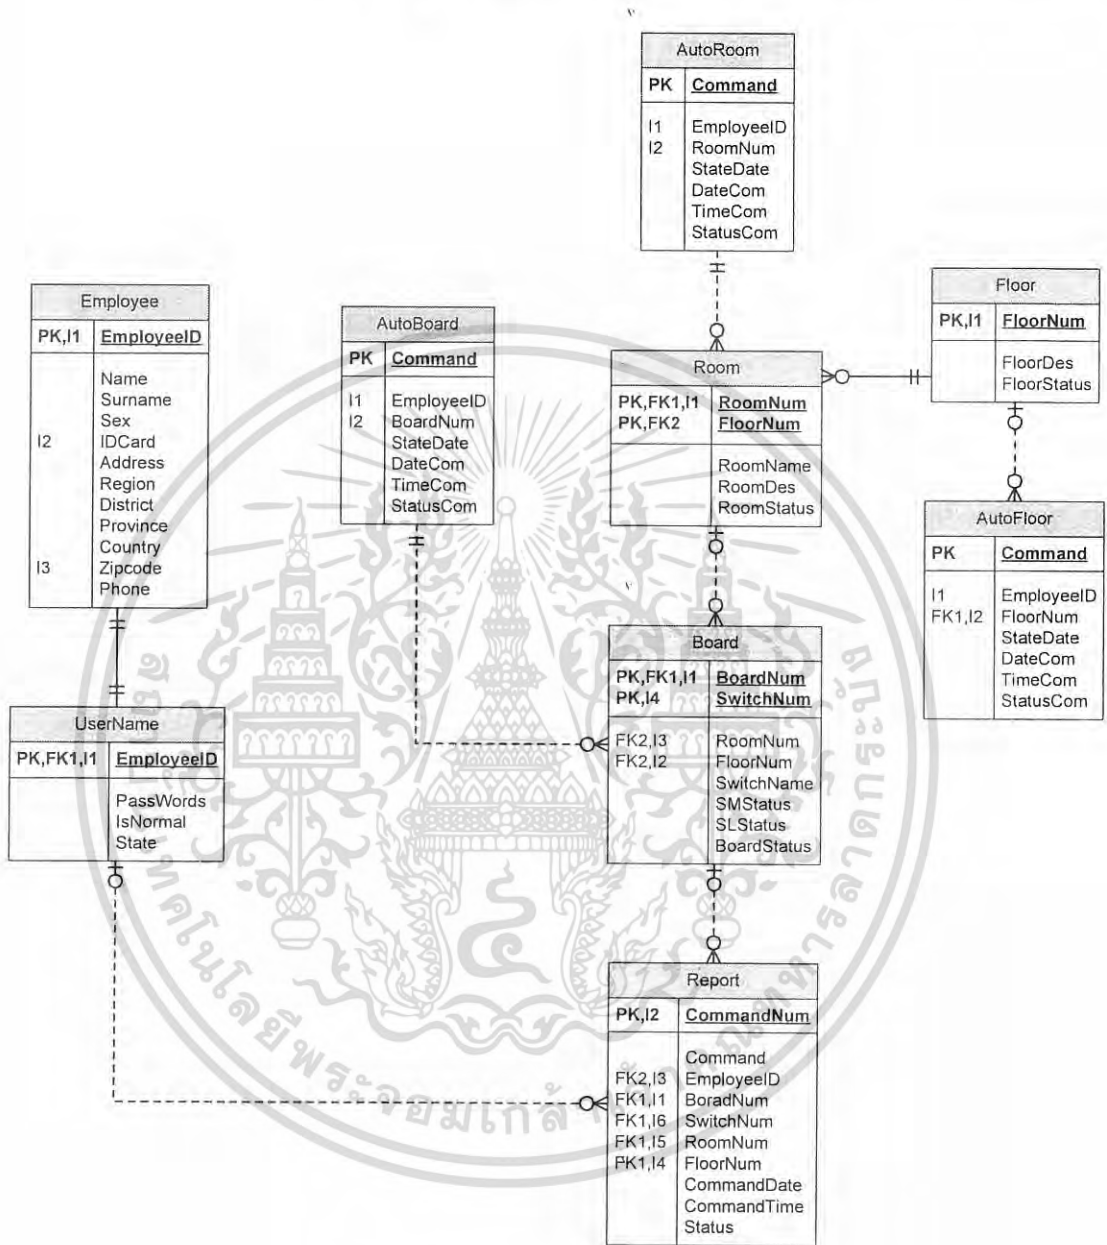 AutoRoom
PK Command
I1 EmployeeID
I2 RoomNum
StateDate
DateCom
TimeCom
StatusCom
Employee
PK,I1 EmployeeID
Name
Surname
Sex
I2 IDCard
Address
Region
District
Province
Country
I3 Zipcode
Phone
AutoBoard
PK Command
I1 EmployeeID
I2 BoardNum
StateDate
DateCom
TimeCom
StatusCom
Room
PK,FK1,I1 RoomNum
PK,FK2 FloorNum
RoomName
RoomDes
RoomStatus
Floor
PK,I1 FloorNum
FloorDes
FloorStatus
AutoFloor
PK Command
I1 EmployeeID
FK1,I2 FloorNum
StateDate
DateCom
TimeCom
StatusCom
UserName
PK,FK1,I1 EmployeeID
PassWords
IsNormal
State
Board
PK,FK1,I1 BoardNum
PK,I4 SwitchNum
FK2,I3 RoomNum
FK2,I2 FloorNum
SwitchName
SMStatus
SLStatus
BoardStatus
Report
PK,I2 CommandNum
Command
FK2,I3 EmployeeID
FK1,I1 BoradNum
FK1,I6 SwitchNum
FK1,I5 RoomNum
FK1,I4 FloorNum
CommandDate
CommandTime
Status